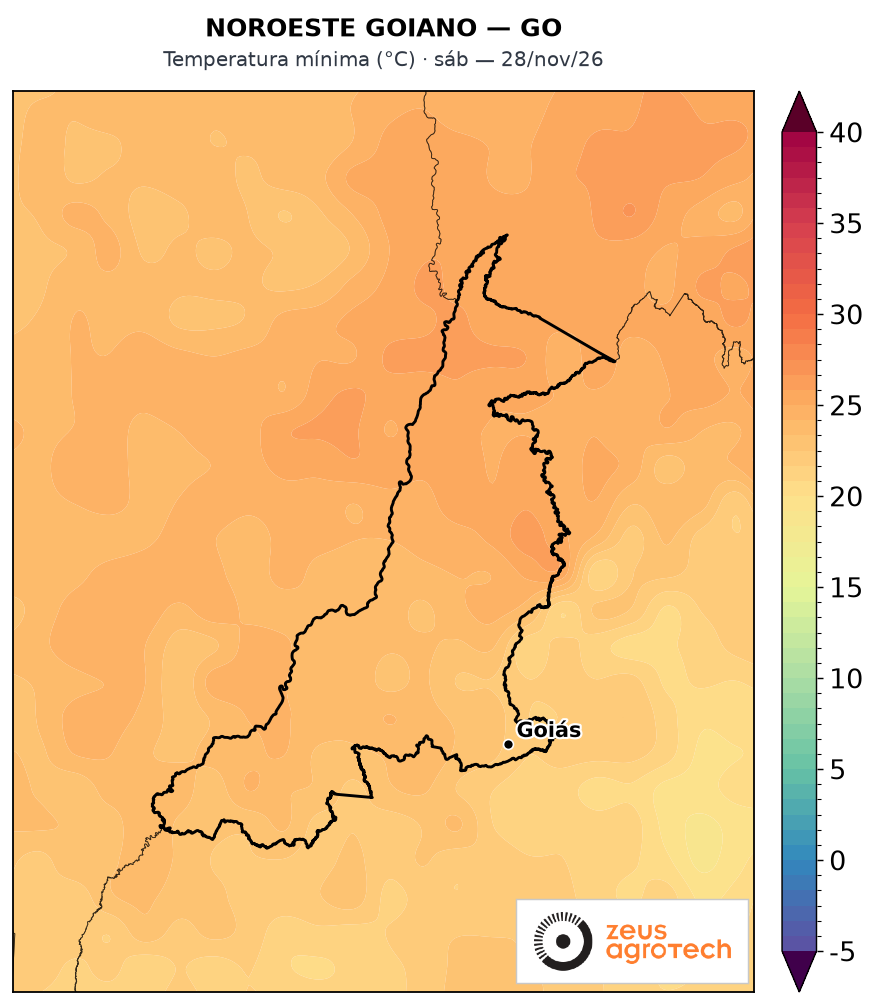 NOROESTE GOIANO — GO
Temperatura mínima (°C) · sáb — 28/nov/26
40
35
30
25
20
15
10
5
0
-5
Goiás
zeus
agrotech